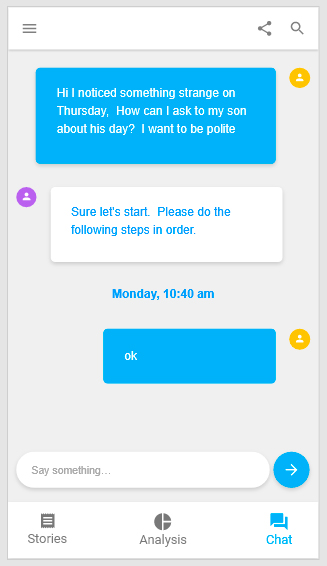 Hi I noticed something strange on
Thursday,  How can I ask to my son
about his day?  I want to be polite
Sure let's start.  Please do the
following steps in order.
Monday, 10:40 am
ok
Say something...
Stories
Analysis
Chat